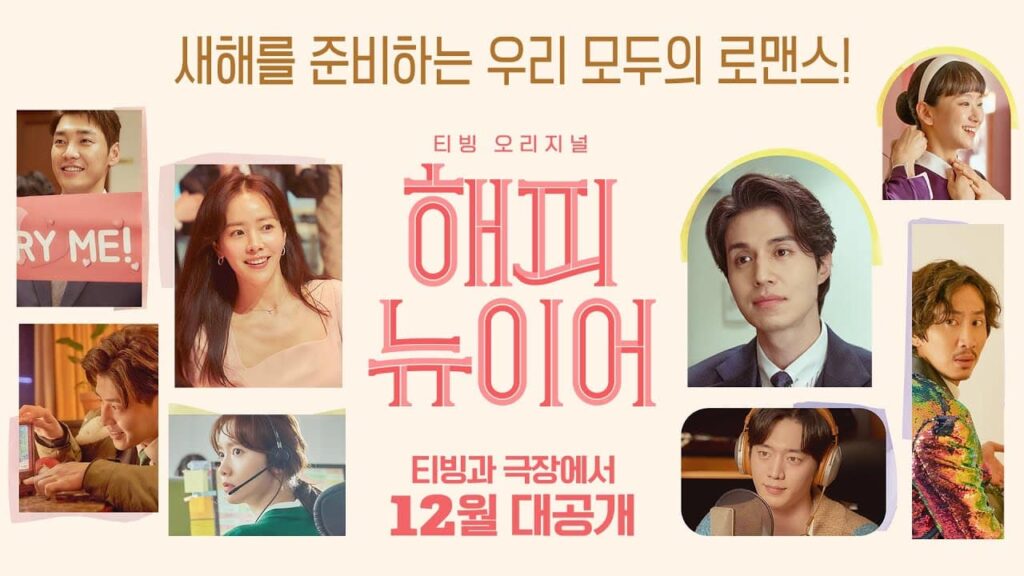 새해를 준비하는 우리 모두의 로맨스!
티빙 오리지널
해피
뉴이어
RY ME!
티빙과 극장에서
12월 대공개